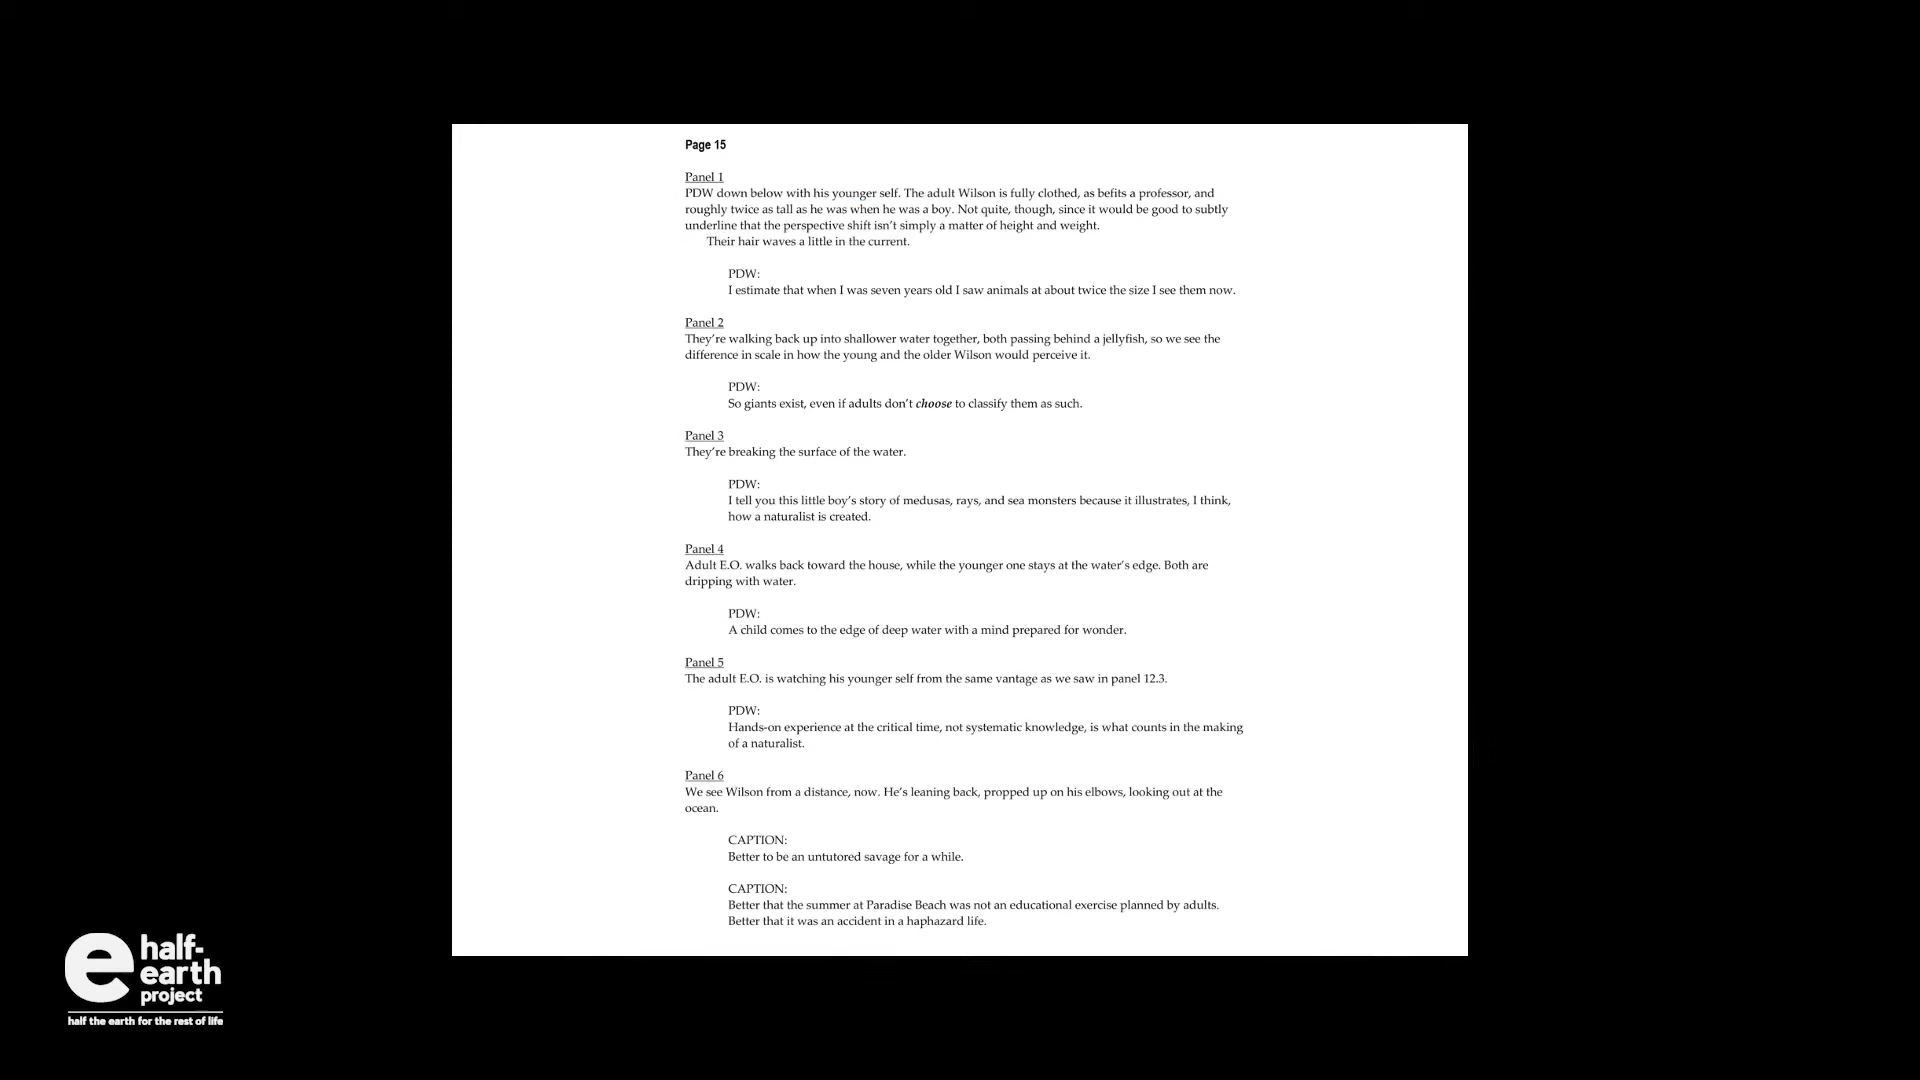 Page 15
Panel 1
PDW down below with his younger self. The adult Wilson is fully clothed, as befits a professor, and
roughly twice as tall as he was when he was a boy. Not quite, though, since it would be good to subtly
underline that the perspective shift isn't simply a matter of height and weight.
Their hair waves a little in the current.
PDW:
I estimate that when I was seven years old I saw animals at about twice the size I see them now.
Panel 2
They're walking back up into shallower water together, both passing behind a jellyfish, so we see the
difference in scale in how the young and the older Wilson would perceive it.
PDW:
So giants exist, even if adults don't choose to classify them as such.
Panel 3
They're breaking the surface of the water.
PDW:
I tell you this little boy's story of medusas, rays, and sea monsters because it illustrates, I think,
how a naturalist is created.
Panel 4
Adult E.O. walks back toward the house, while the younger one stays at the water's edge. Both are
dripping with water.
PDW:
A child comes to the edge of deep water with a mind prepared for wonder.
Panel 5
The adult E.O. is watching his younger self from the same vantage as we saw in panel 12.3.
PDW:
Hands-on experience at the critical time, not systematic knowledge, is what counts in the making
of a naturalist.
Panel 6
We see Wilson from a distance, now. He's leaning back, propped up on his elbows, looking out at the
ocean.
CAPTION:
Better to be an untutored savage for a while.
CAPTION:
Better that the summer at Paradise Beach was not an educational exercise planned by adults.
Better that it was an accident in a haphazard life.
e half-
earth
project
half the earth for the rest of life